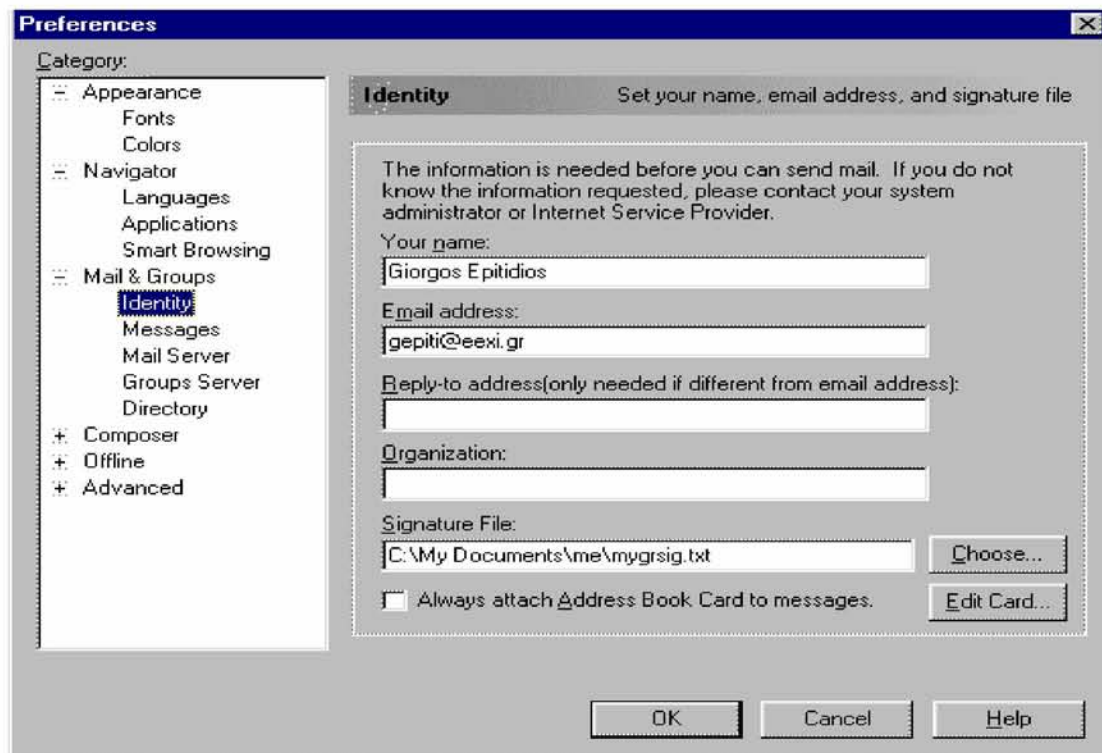 Preferences
Category:
Appearance
Fonts
Colors
Navigator
Languages
Applications
Smart Browsing
Mail & Groups
Identity
Messages
Mail Server
Groups Server
Directory
Composer
Offline
Advanced
Identity Set your name, email address, and signature file
The information is needed before you can send mail. If you do not
know the information requested, please contact your system
administrator or Internet Service Provider.
Your name:
Giorgos Epitidios
Email address:
gepiti@eexi.gr
Reply-to address(only needed if different from email address):
Organization:
Signature File:
C:\My Documents\me\mygrsig.txt
Choose...
Always attach Address Book Card to messages.
Edit Card...
OK Cancel Help